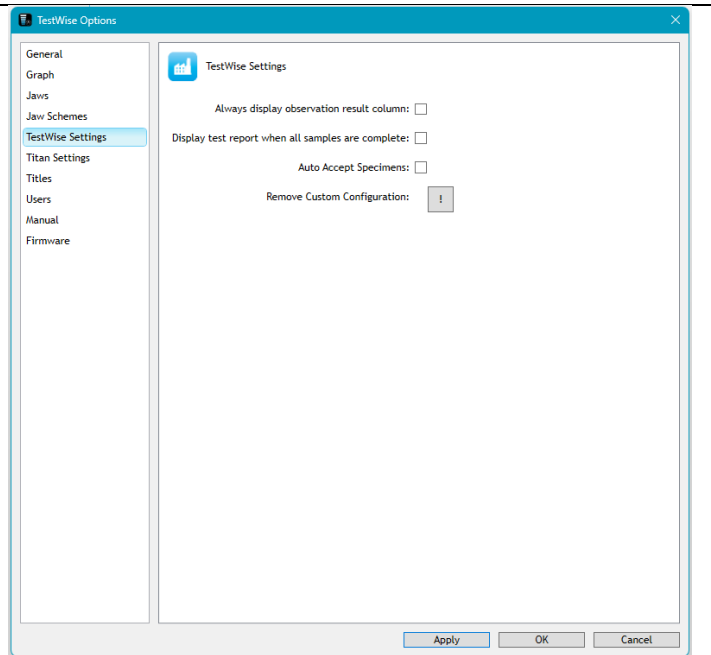 TestWise Options
General
Graph
Jaws
Jaw Schemes
TestWise Settings
Titan Settings
Titles
Users
Manual
Firmware
TestWise Settings
Always display observation result column:
Display test report when all samples are complete:
Auto Accept Specimens:
Remove Custom Configuration: !
Apply OK Cancel